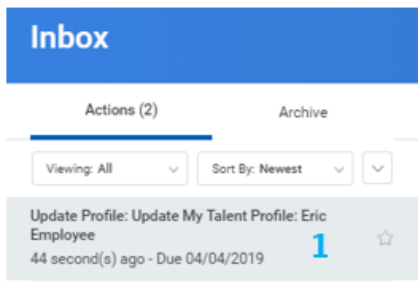 Inbox
Actions (2) Archive
Viewing: All Sort By: Newest
Update Profile: Update My Talent Profile: Eric
Employee
44 second(s) ago - Due 04/04/2019 1